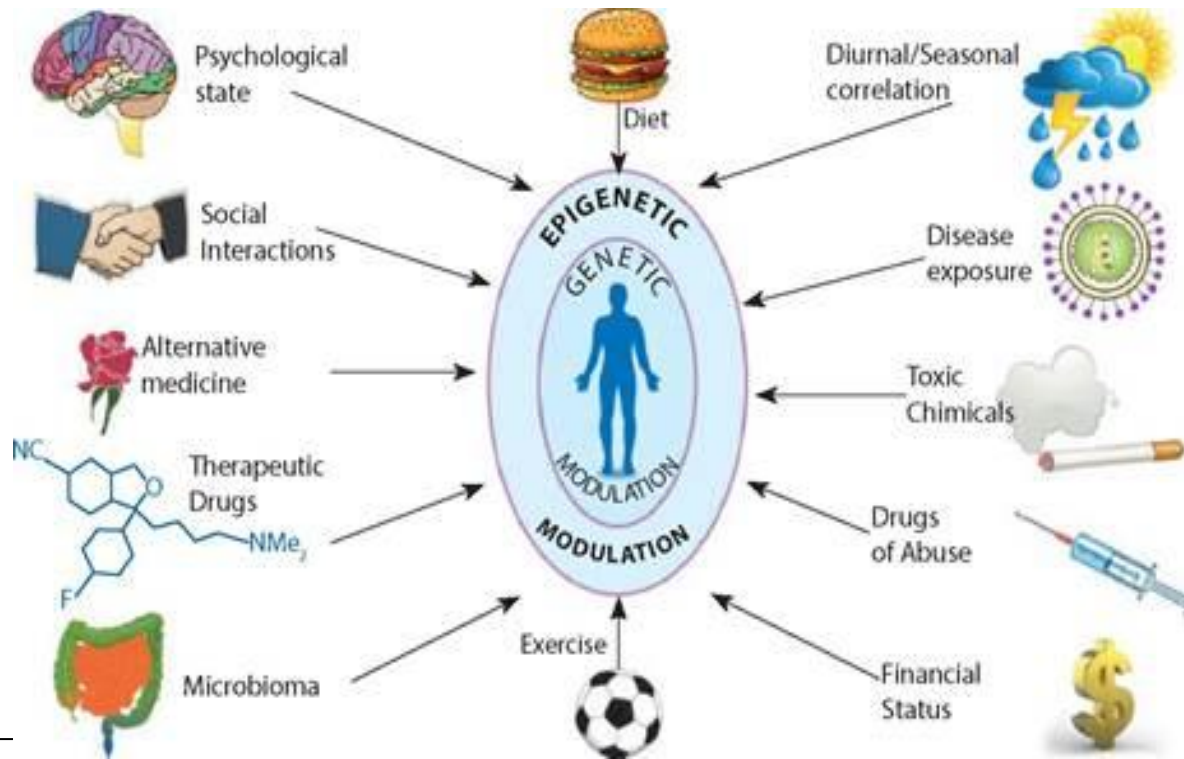 Psychological
state
Diet
Diurnal/Seasonal
correlation
Social
Interactions
Disease
exposure
EPIGENETIC
GENETIC
MODULATION
MODULATION
Alternative
medicine
Toxic
Chimicals
Therapeutic
Drugs
NC
O
NMe₂
F
Drugs
of Abuse
Microbioma
Exercise
Financial
Status